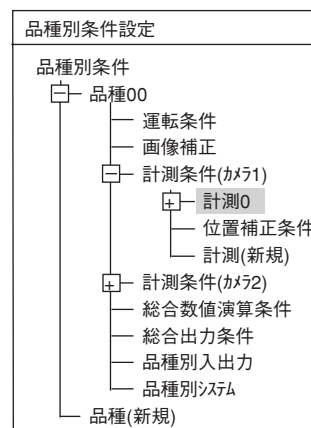 品種別条件設定
品種別条件
品種00
運転条件
画像補正
計測条件(ｶﾒﾗ1)
計測0
位置補正条件
計測(新規)
計測条件(ｶﾒﾗ2)
総合数値演算条件
総合出力条件
品種別入出力
品種別ｼｽﾃﾑ
品種(新規)